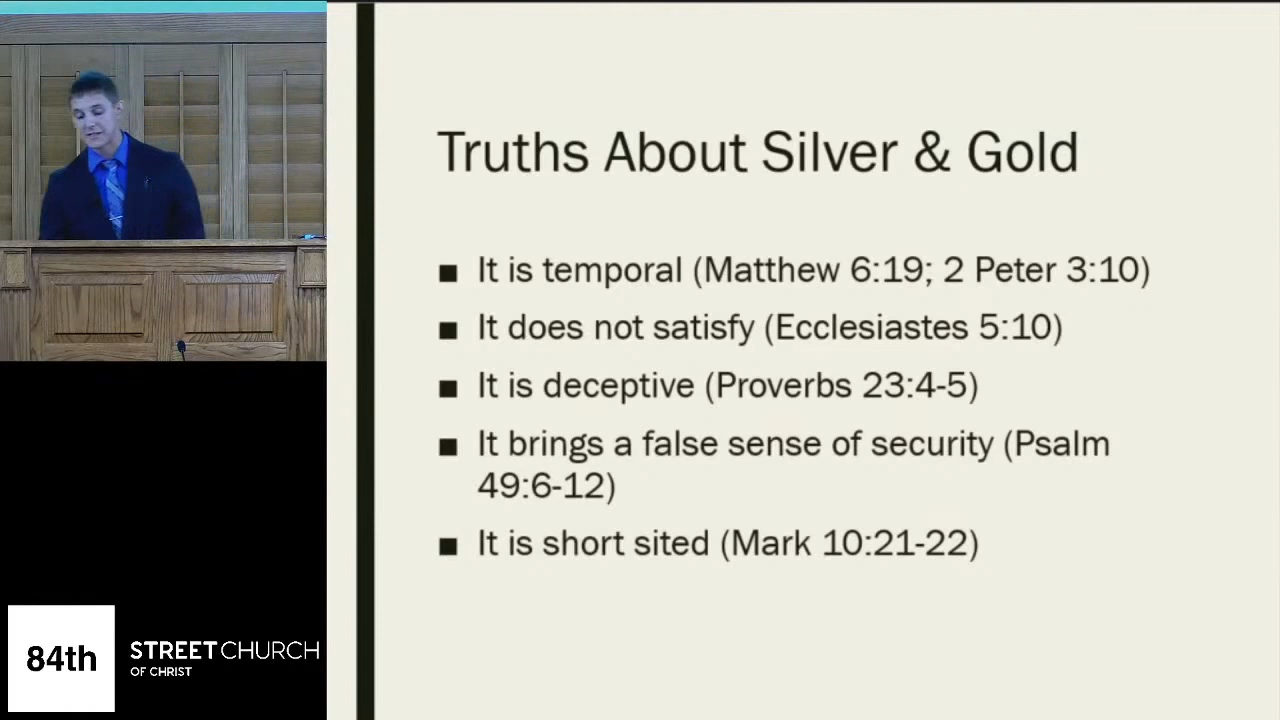 Truths About Silver & Gold
■ It is temporal (Matthew 6:19; 2 Peter 3:10)
■ It does not satisfy (Ecclesiastes 5:10)
■ It is deceptive (Proverbs 23:4-5)
■ It brings a false sense of security (Psalm
49:6-12)
■ It is short sited (Mark 10:21-22)
84th
STREET CHURCH
OF CHRIST